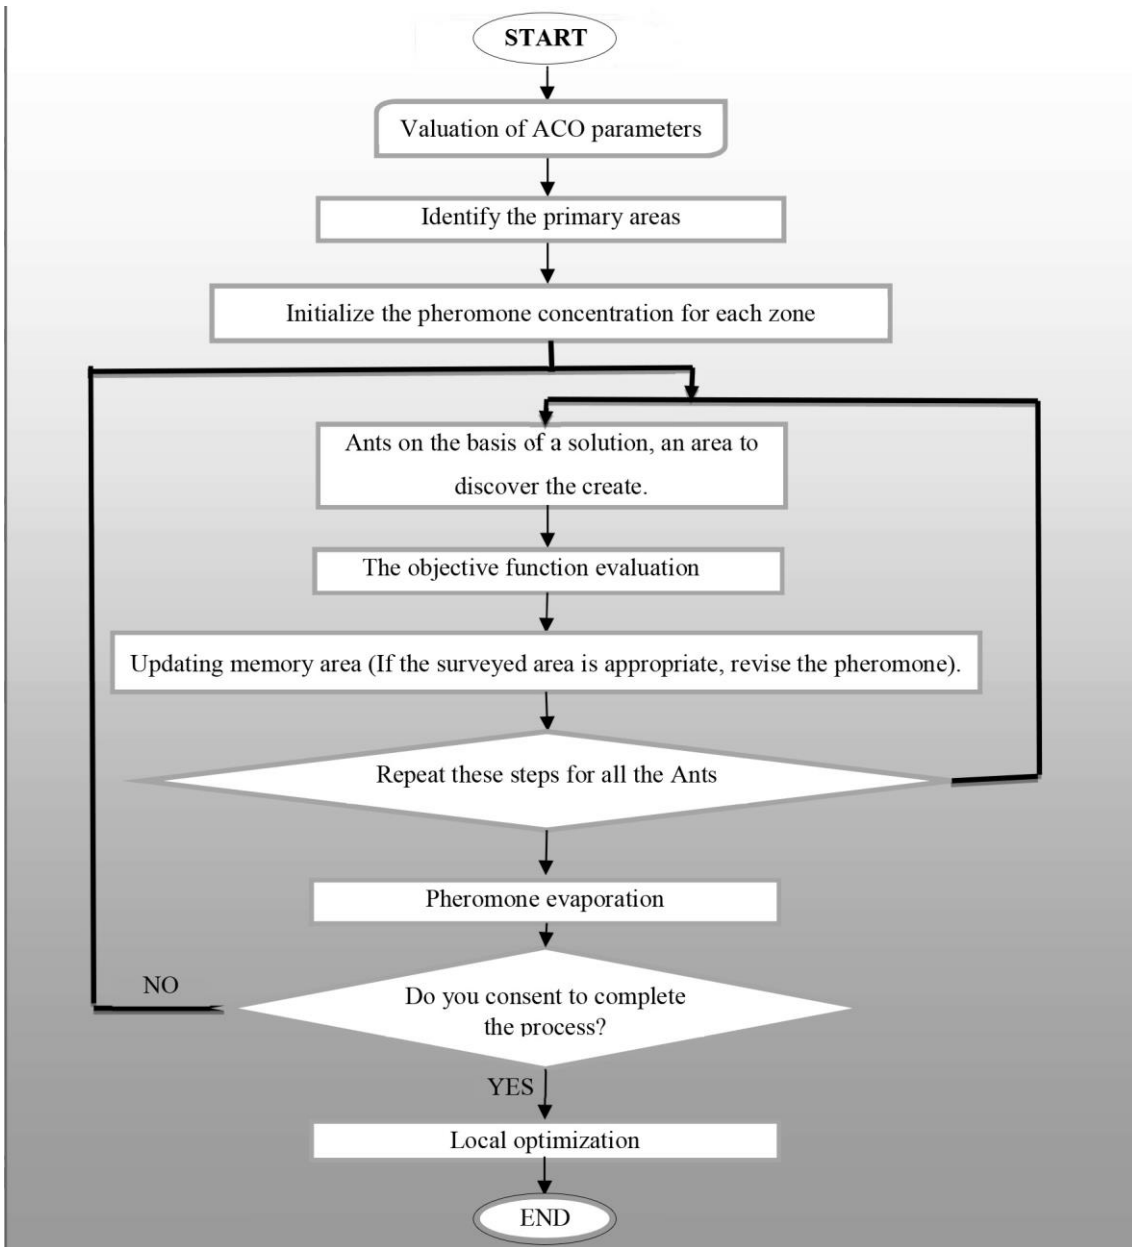 START
Valuation of ACO parameters
Identify the primary areas
Initialize the pheromone concentration for each zone
Ants on the basis of a solution, an area to
discover the create.
The objective function evaluation
Updating memory area (If the surveyed area is appropriate, revise the pheromone).
Repeat these steps for all the Ants
Pheromone evaporation
NO
Do you consent to complete
the process?
YES
Local optimization
END